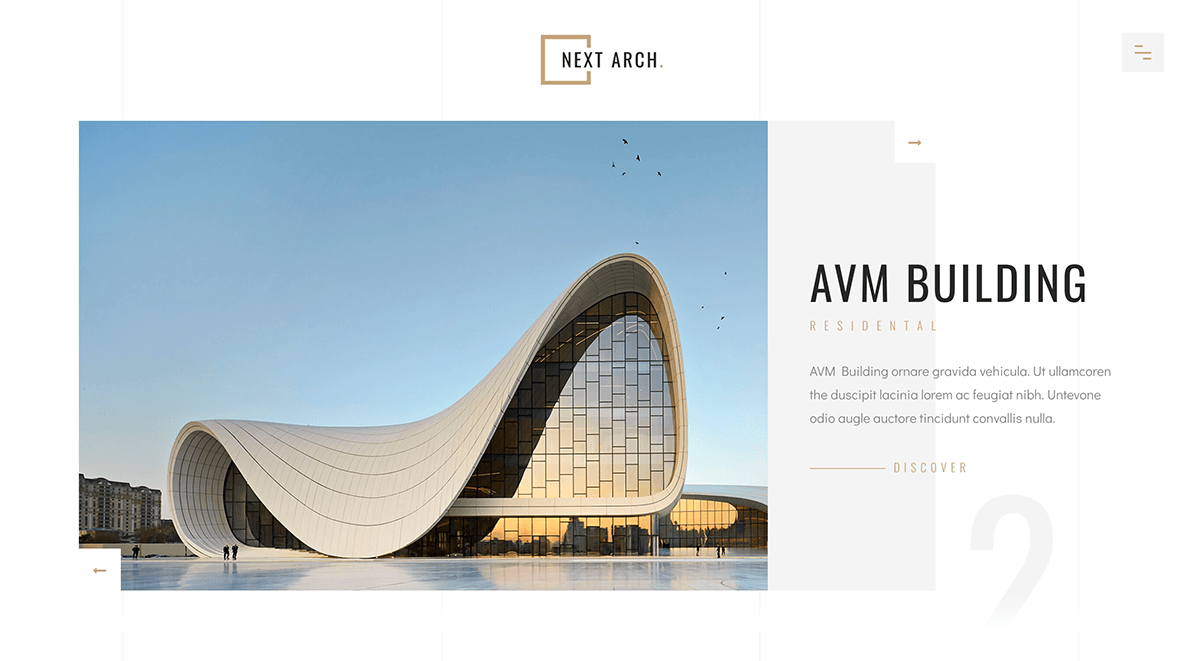 NEXT ARCH.
AVM BUILDING
RESIDENTAL
AVM Building ornare gravida vehicula. Ut ullamcoren
the duscipit lacinia lorem ac feugiat nibh. Untevone
odio augle auctore tincidunt convallis nulla.
DISCOVER
2